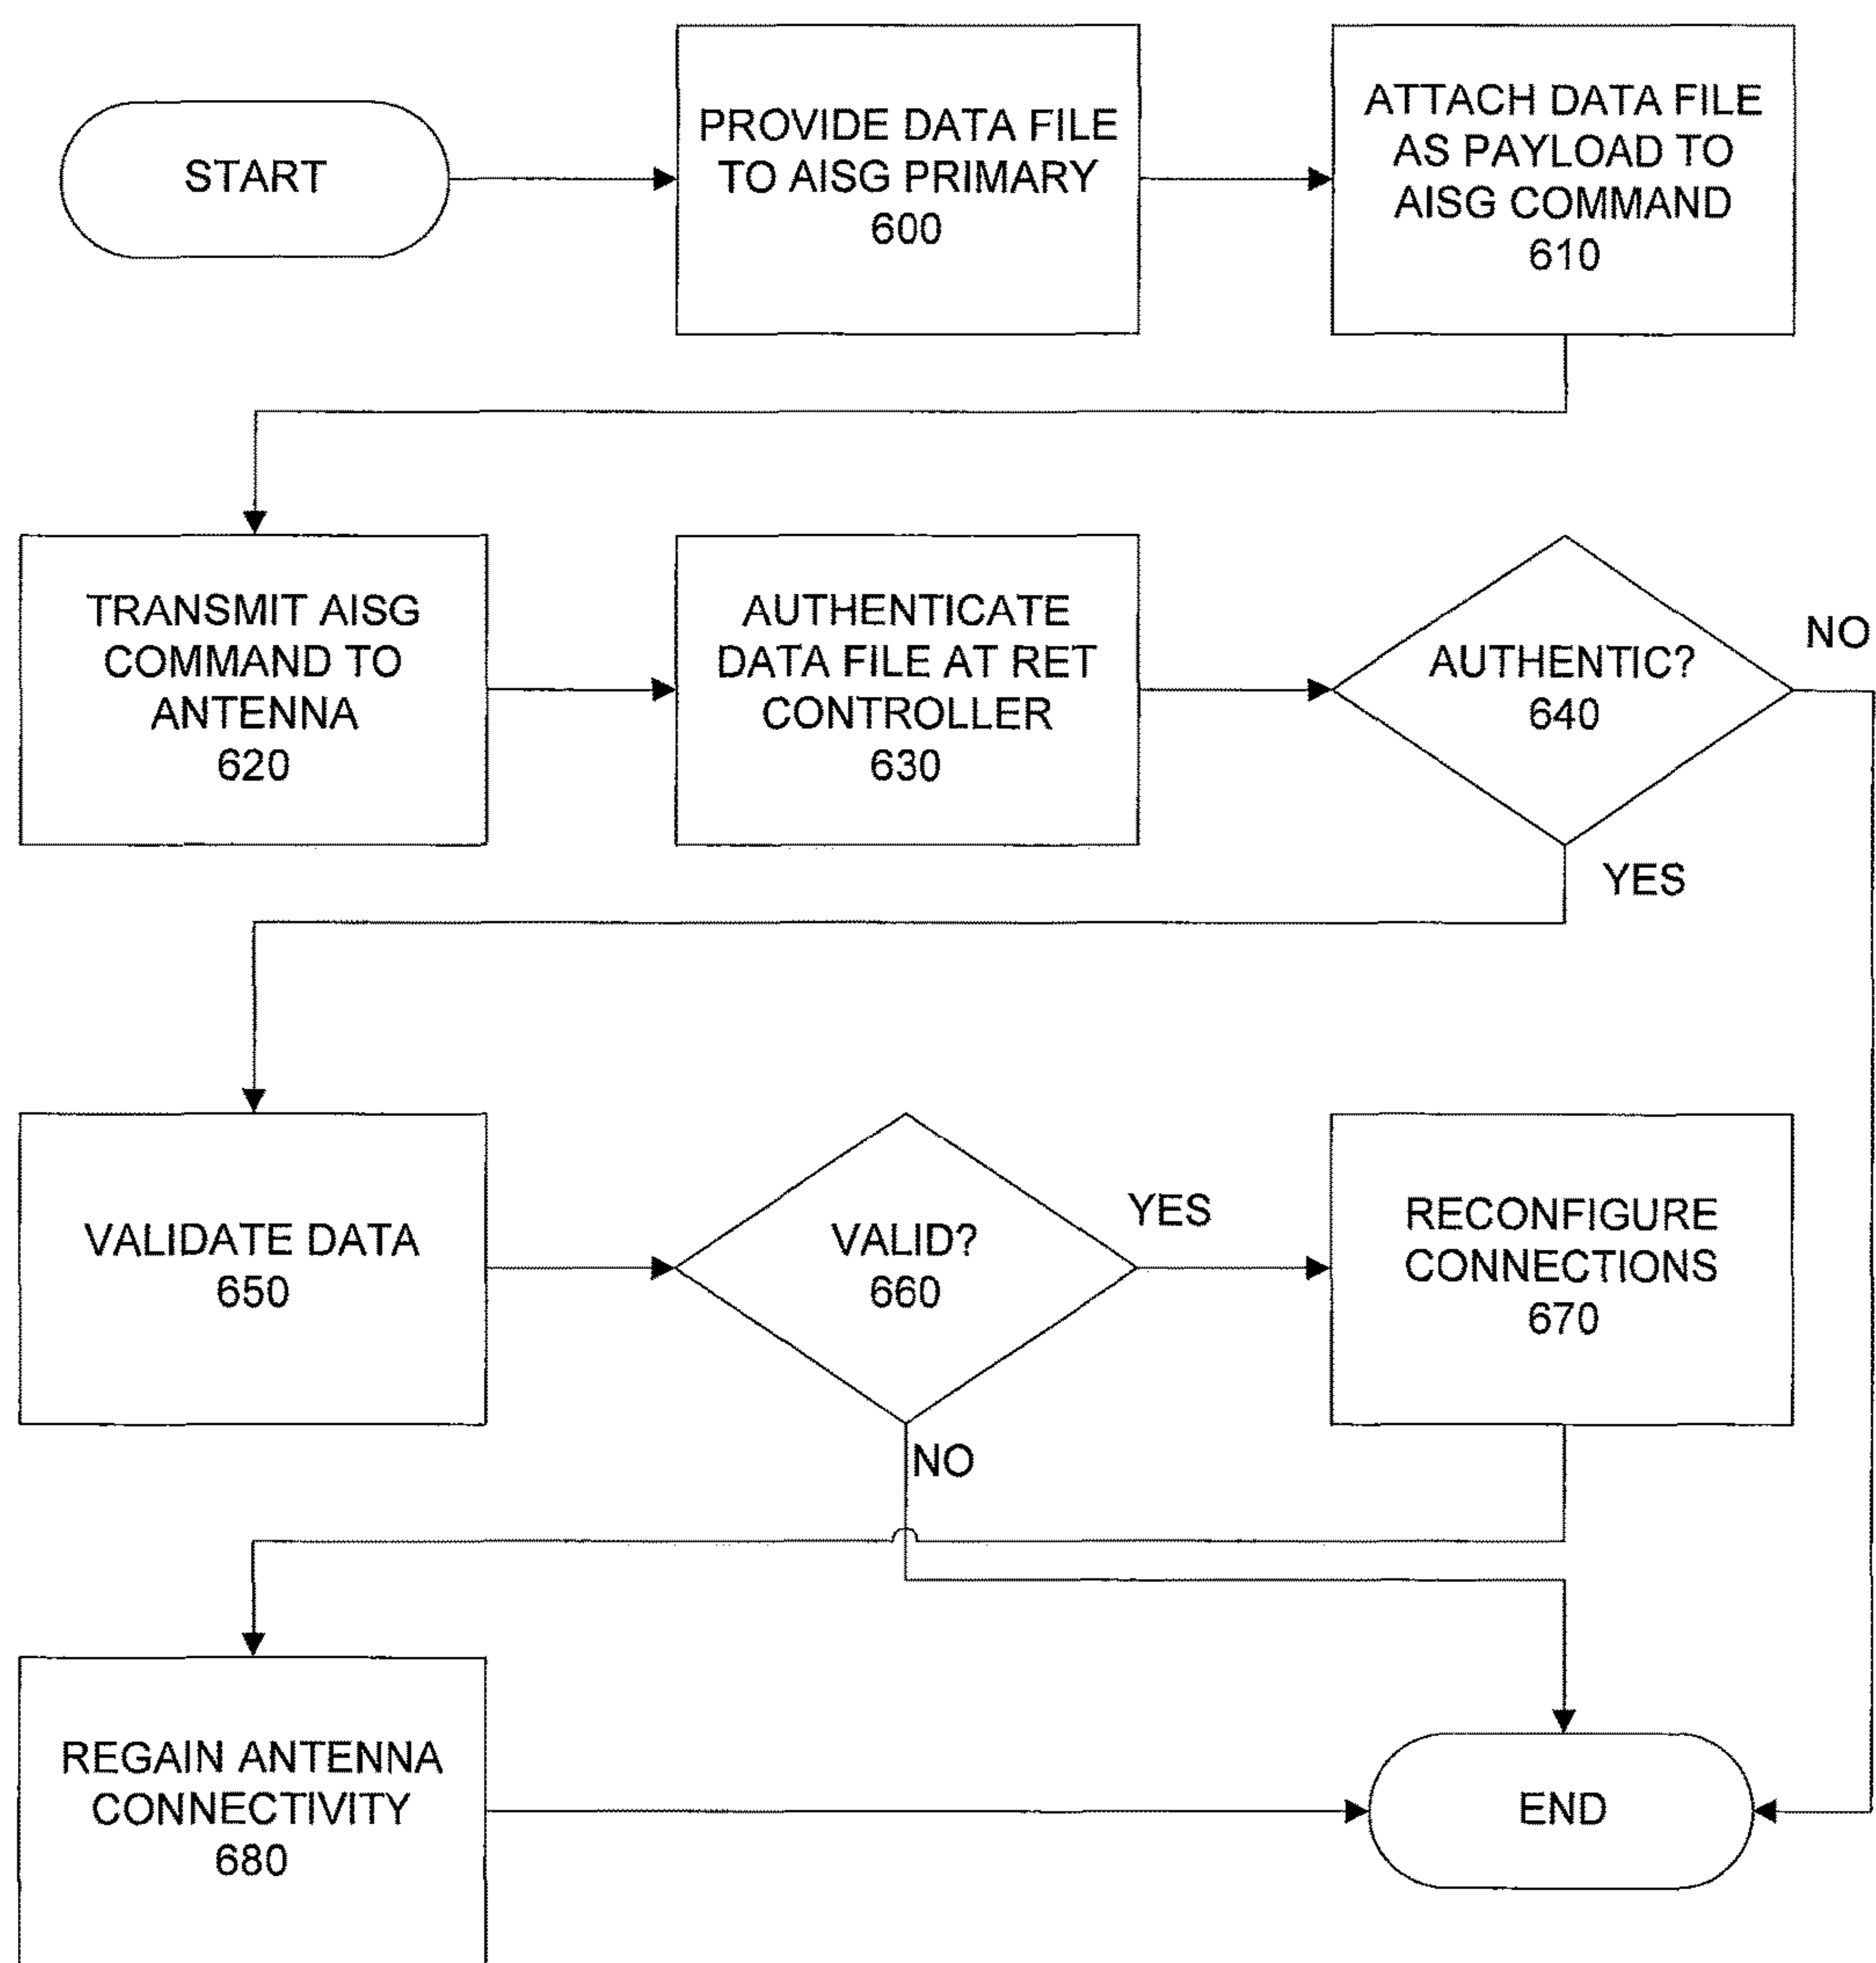 START
PROVIDE DATA FILE
TO AISG PRIMARY
600
ATTACH DATA FILE
AS PAYLOAD TO
AISG COMMAND
610
TRANSMIT AISG
COMMAND TO
ANTENNA
620
AUTHENTICATE
DATA FILE AT RET
CONTROLLER
630
AUTHENTIC?
640
NO
YES
VALIDATE DATA
650
VALID?
660
YES
NO
RECONFIGURE
CONNECTIONS
670
REGAIN ANTENNA
CONNECTIVITY
680
END